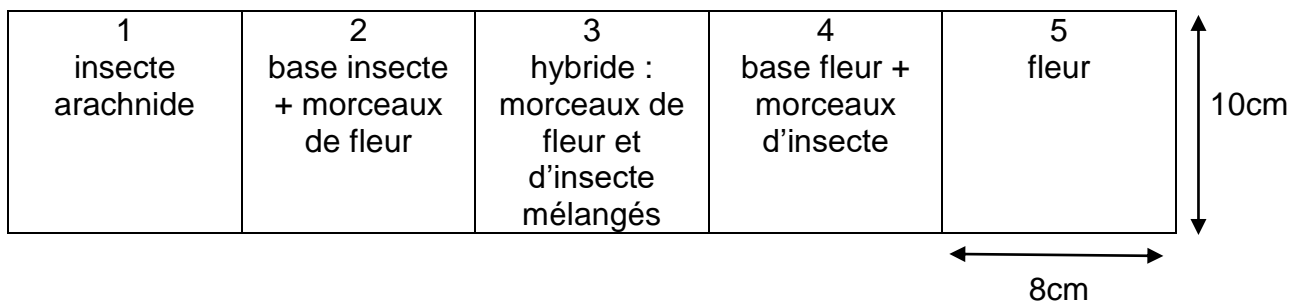 1
insecte
arachnide
2
base insecte
+ morceaux
de fleur
3
hybride :
morceaux de
fleur et
d’insecte
mélangés
4
base fleur +
morceaux
d’insecte
5
fleur
10cm
8cm